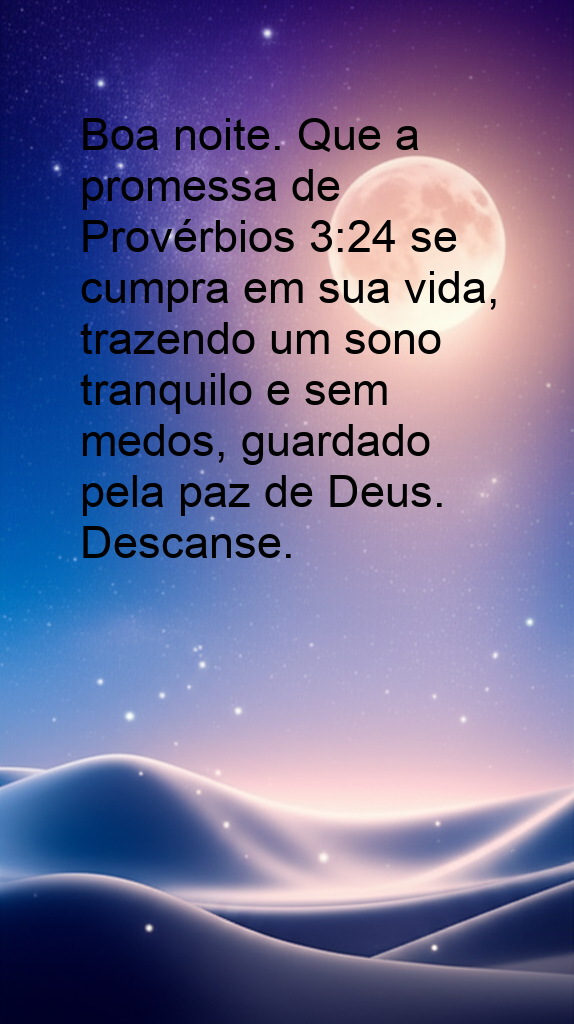 Boa noite. Que a
promessa de
Provérbios 3:24 se
cumpra em sua vida,
trazendo um sono
tranquilo e sem
medos, guardado
pela paz de Deus.
Descanse.